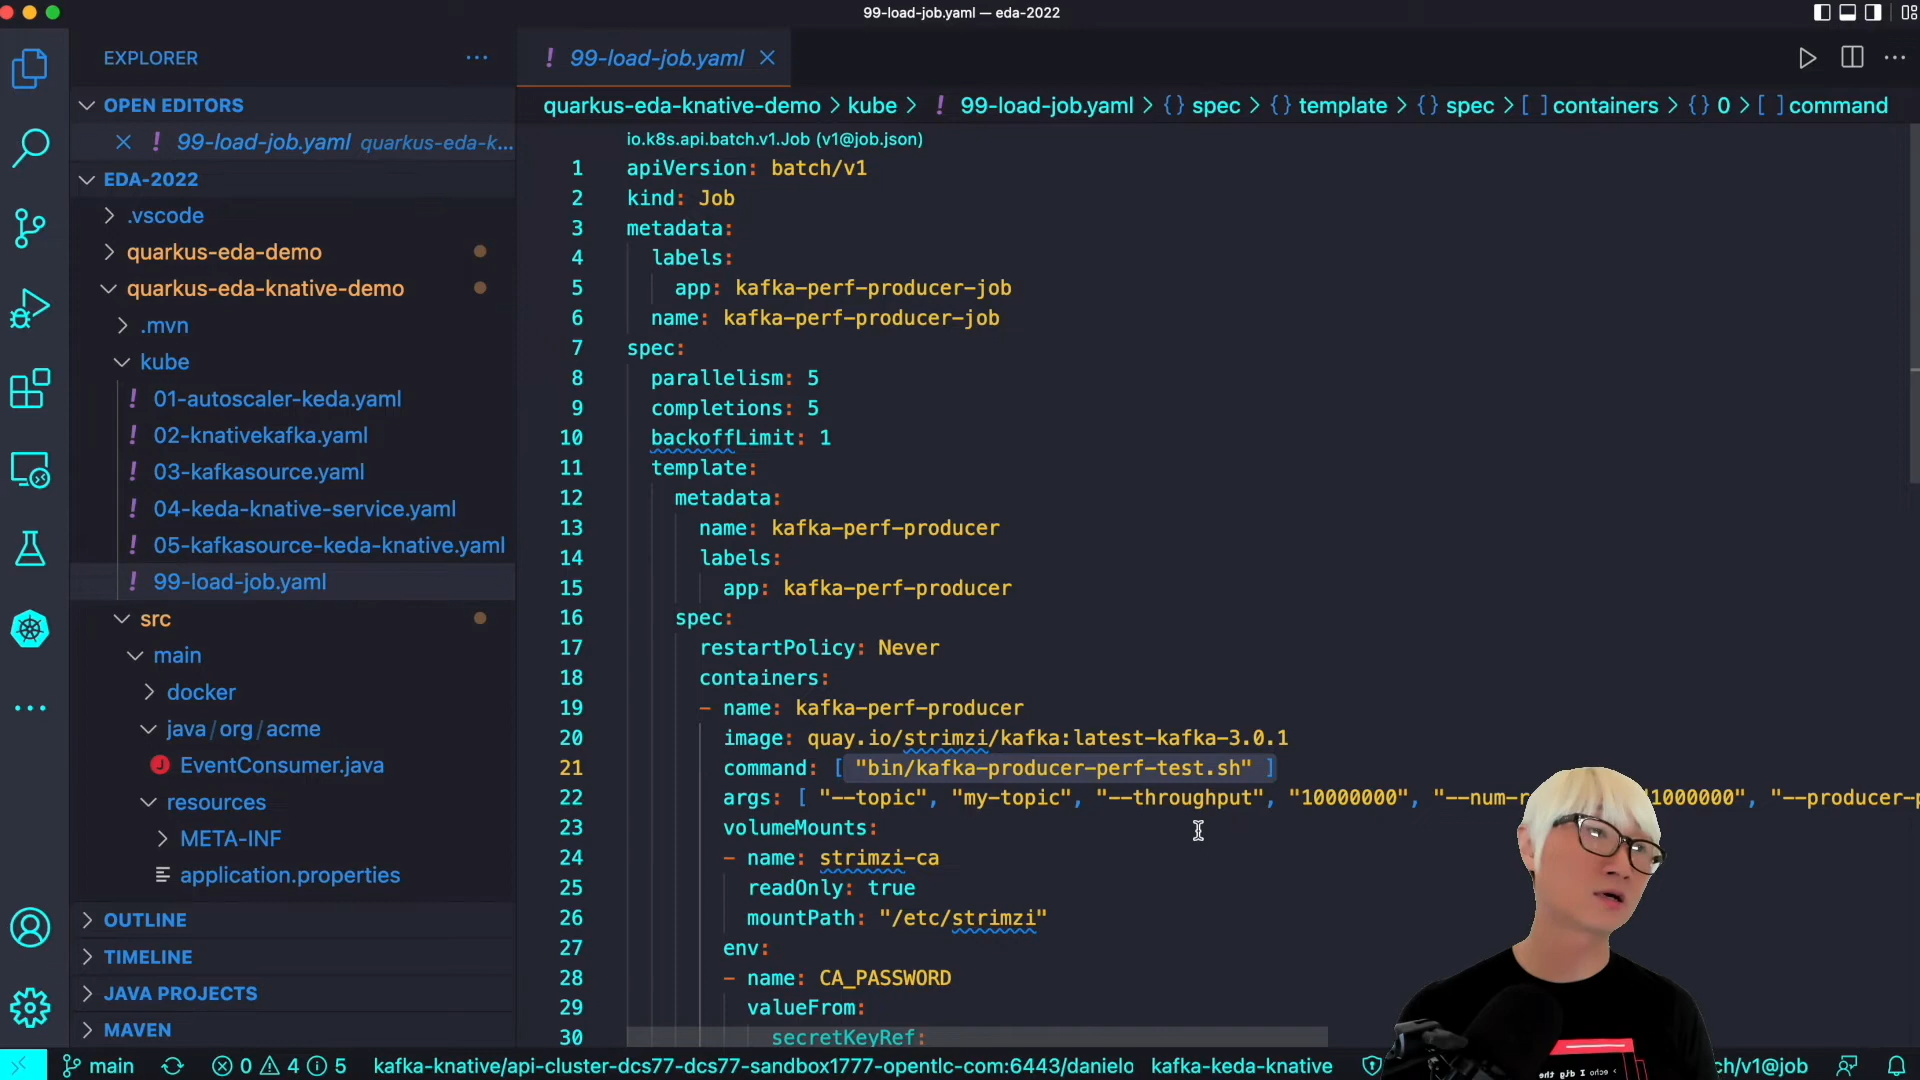 99-load-job.yaml — eda-2022
EXPLORER
OPEN EDITORS
99-load-job.yaml quarkus-eda-k...
EDA-2022
.vscode
quarkus-eda-demo
quarkus-eda-knative-demo
.mvn
kube
01-autoscaler-keda.yaml
02-knativekafka.yaml
03-kafkasource.yaml
04-keda-knative-service.yaml
05-kafkasource-keda-knative.yaml
99-load-job.yaml
src
main
docker
java/org/acme
EventConsumer.java
resources
META-INF
application.properties
OUTLINE
TIMELINE
JAVA PROJECTS
MAVEN
99-load-job.yaml
quarkus-eda-knative-demo > kube > ! 99-load-job.yaml > {} spec > {} template > {} spec > [ ] containers > {} 0 > [ ] command
io.k8s.api.batch.v1.Job (v1@job.json)
1 apiVersion: batch/v1
2 kind: Job
3 metadata:
4 labels:
5 app: kafka-perf-producer-job
6 name: kafka-perf-producer-job
7 spec:
8 parallelism: 5
9 completions: 5
10 backoffLimit: 1
11 template:
12 metadata:
13 name: kafka-perf-producer
14 labels:
15 app: kafka-perf-producer
16 spec:
17 restartPolicy: Never
18 containers:
19 - name: kafka-perf-producer
20 image: quay.io/strimzi/kafka:latest-kafka-3.0.1
21 command: [ "bin/kafka-producer-perf-test.sh" ]
22 args: [ "--topic", "my-topic", "--throughput", "10000000", "--num-r 1000000", "--producer-p
23 volumeMounts:
24 - name: strimzi-ca
25 readOnly: true
26 mountPath: "/etc/strimzi"
27 env:
28 - name: CA_PASSWORD
29 valueFrom:
30 secretKeyRef:
main 0 4 5 kafka-knative/api-cluster-dcs77-dcs77-sandbox1777-opentlc-com:6443/danielo kafka-keda-knative ch/v1@job